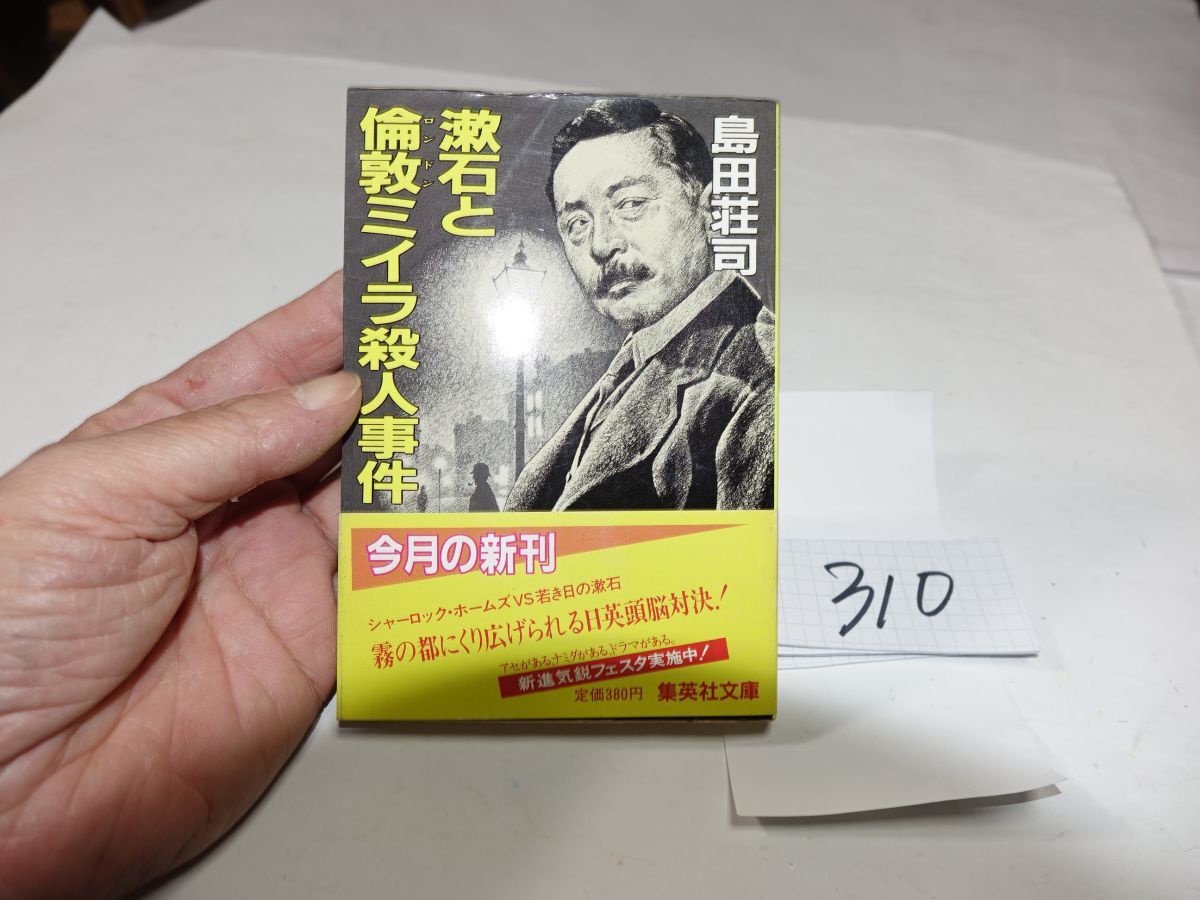 漱石と
倫敦ミイラ殺人事件
ロンドン
島田荘司
今月の新刊
シャーロック・ホームズVS若き日の漱石
霧の都にくり広げられる日英頭脳対決!
アセがある、ナミダがある、ドラマがある。
新進気鋭フェスタ実施中!
定価380円 集英社文庫
310